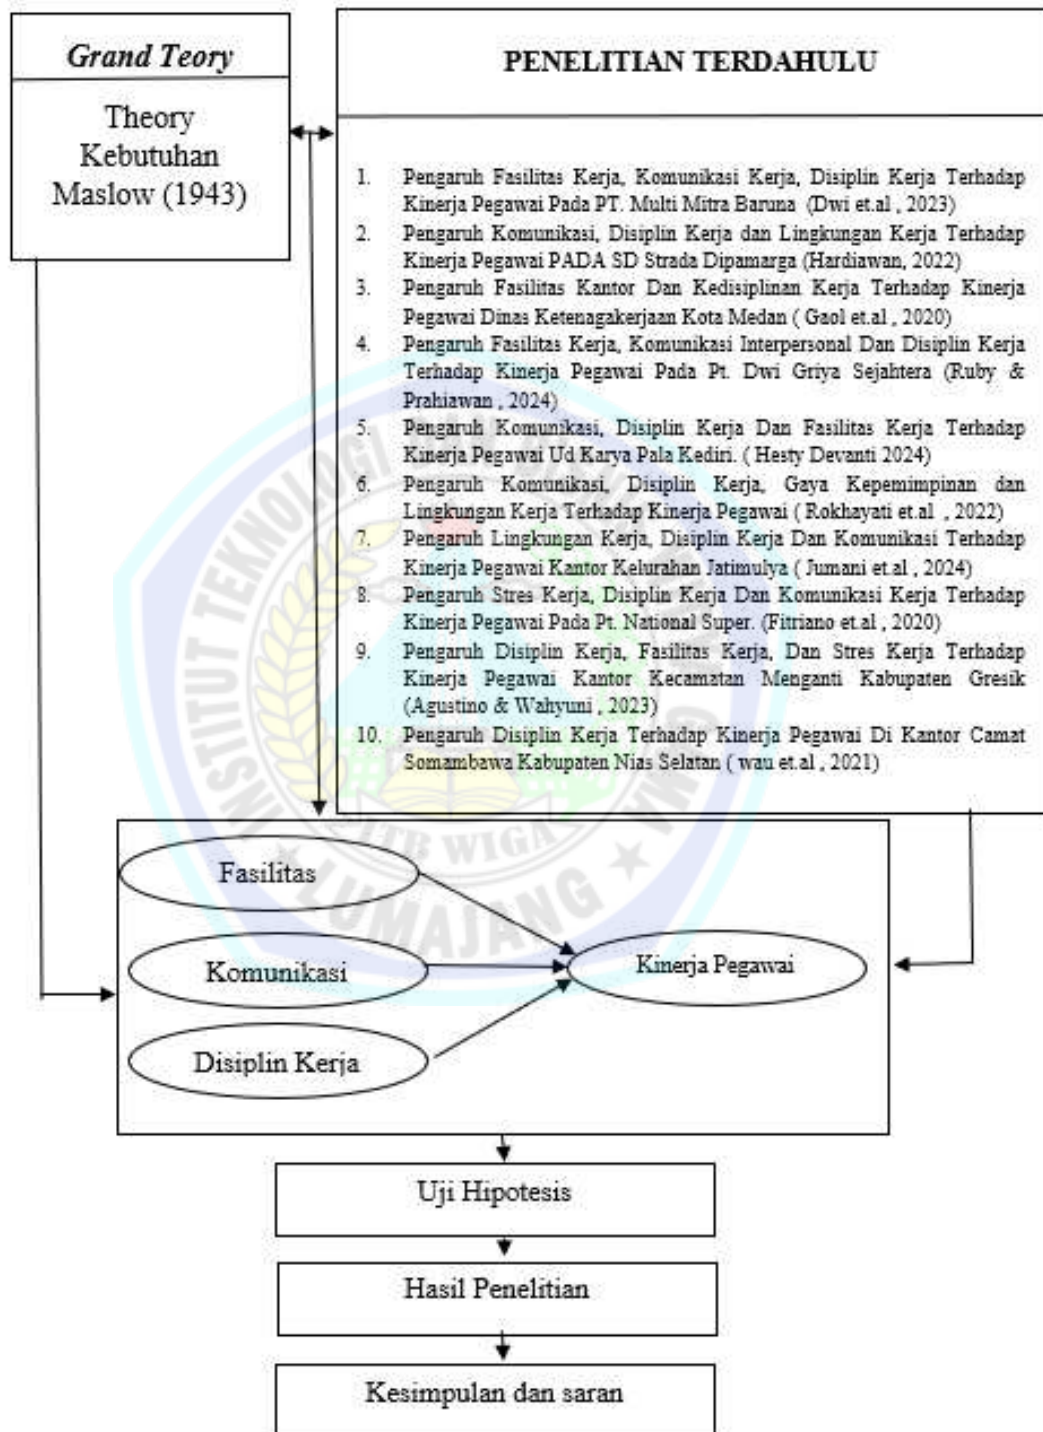 Grand Teory
Theory
Kebutuhan
Maslow (1943)
PENELITIAN TERDAHULU
1. Pengaruh Fasilitas Kerja, Komunikasi Kerja, Disiplin Kerja Terhadap
Kinerja Pegawai Pada PT. Multi Mitra Baruna (Dwi et.al , 2023)
2. Pengaruh Komunikasi, Disiplin Kerja dan Lingkungan Kerja Terhadap
Kinerja Pegawai PADA SD Strada Dipamarga (Hardiawan, 2022)
3. Pengaruh Fasilitas Kantor Dan Kedisiplinan Kerja Terhadap Kinerja
Pegawai Dinas Ketenagakerjaan Kota Medan ( Gaol et.al , 2020)
4. Pengaruh Fasilitas Kerja, Komunikasi Interpersonal Dan Disiplin Kerja
Terhadap Kinerja Pegawai Pada Pt. Dwi Griya Sejahtera (Ruby &
Prahiawan , 2024)
5. Pengaruh Komunikasi, Disiplin Kerja Dan Fasilitas Kerja Terhadap
Kinerja Pegawai Ud Karya Pala Kediri. ( Hesty Devanti 2024)
6. Pengaruh Komunikasi, Disiplin Kerja, Gaya Kepemimpinan dan
Lingkungan Kerja Terhadap Kinerja Pegawai ( Rokhayati et.al , 2022)
7. Pengaruh Lingkungan Kerja, Disiplin Kerja Dan Komunikasi Terhadap
Kinerja Pegawai Kantor Kelurahan Jatimulya ( Jumani et.al , 2024)
8. Pengaruh Stres Kerja, Disiplin Kerja Dan Komunikasi Kerja Terhadap
Kinerja Pegawai Pada Pt. National Super. (Fitriano et.al , 2020)
9. Pengaruh Disiplin Kerja, Fasilitas Kerja, Dan Stres Kerja Terhadap
Kinerja Pegawai Kantor Kecamatan Menganti Kabupaten Gresik
(Agustino & Wahyuni , 2023)
10. Pengaruh Disiplin Kerja Terhadap Kinerja Pegawai Di Kantor Camat
Somambawa Kabupaten Nias Selatan ( wau et.al , 2021)
Fasilitas
Komunikasi
Disiplin Kerja
Kinerja Pegawai
Uji Hipotesis
Hasil Penelitian
Kesimpulan dan saran
INSTITUT TEKNOLOGI DAN
GAMA
ITB WIGA
LUMAJANG